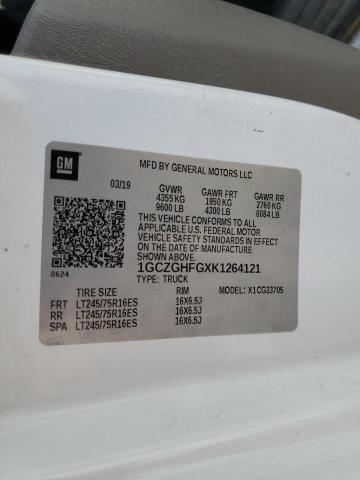 GM
MFD BY GENERAL MOTORS LLC
03/19 GVWR GAWR FRT GAWR RR
4355 KG 1950 KG 2760 KG
9600 LB 4300 LB 6084 LB
THIS VEHICLE CONFORMS TO ALL
APPLICABLE U.S. FEDERAL MOTOR
VEHICLE SAFETY STANDARDS IN EFFECT
ON THE DATE OF MANUFACTURE
SHOWN ABOVE.
8624 1GCZGHFGXK1264121
TYPE: TRUCK MODEL: X1CG33705
TIRE SIZE RIM
FRT LT245/75R16ES 16X6.5J
RR LT245/75R16ES 16X6.5J
SPA LT245/75R16ES 16X6.5J